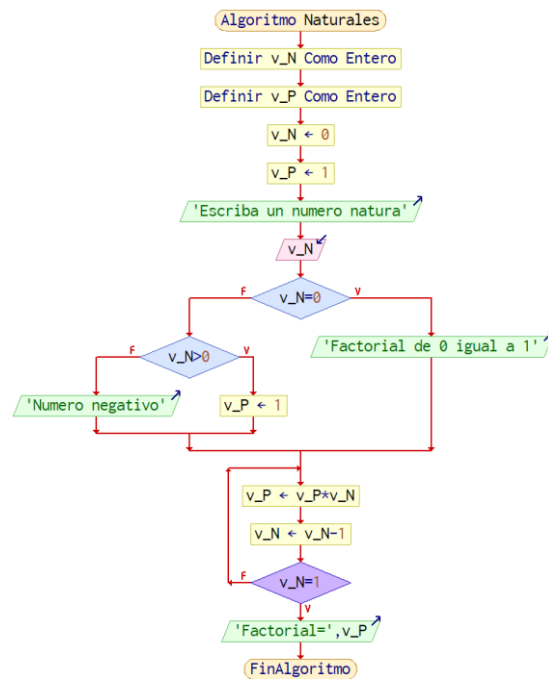 Algoritmo Naturales
Definir v_N Como Entero
Definir v_P Como Entero
v_N ← 0
v_P ← 1
'Escriba un numero natura'
v_N
v_N=0
F
V
v_N>0
F
V
'Factorial de 0 igual a 1'
'Numero negativo'
v_P ← 1
v_P ← v_P*v_N
v_N ← v_N-1
v_N=1
F
V
'Factorial=',v_P
FinAlgoritmo